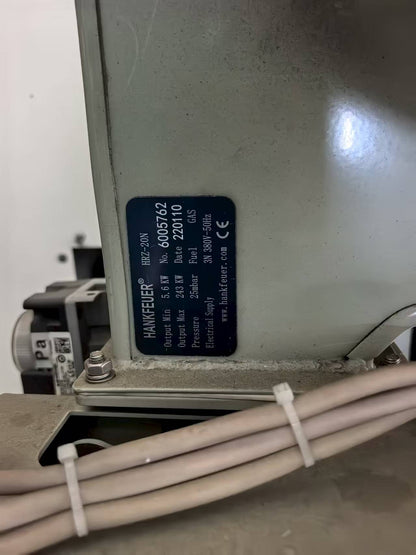 HANKFEUER® HRZ-20N
Output Min 5.6 KW No. 6005762
Output Max 243 KW Date 220110
Pressure 25mbar Fuel GAS
Electrical Supply 3N 380V~50Hz
www.hankfeuer.com CE
Pa